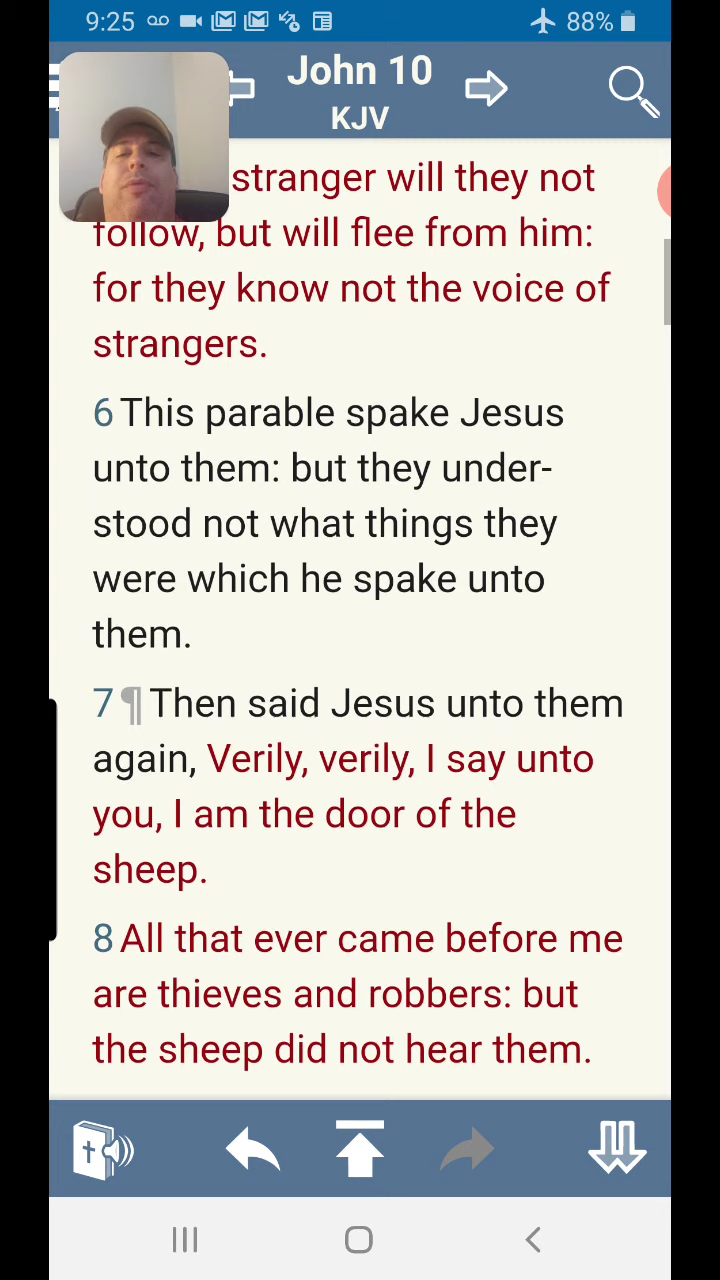 9:25
88%
John 10
KJV
stranger will they not
follow, but will flee from him:
for they know not the voice of
strangers.
6 This parable spake Jesus
unto them: but they under-
stood not what things they
were which he spake unto
them.
7 ¶ Then said Jesus unto them
again, Verily, verily, I say unto
you, I am the door of the
sheep.
8 All that ever came before me
are thieves and robbers: but
the sheep did not hear them.